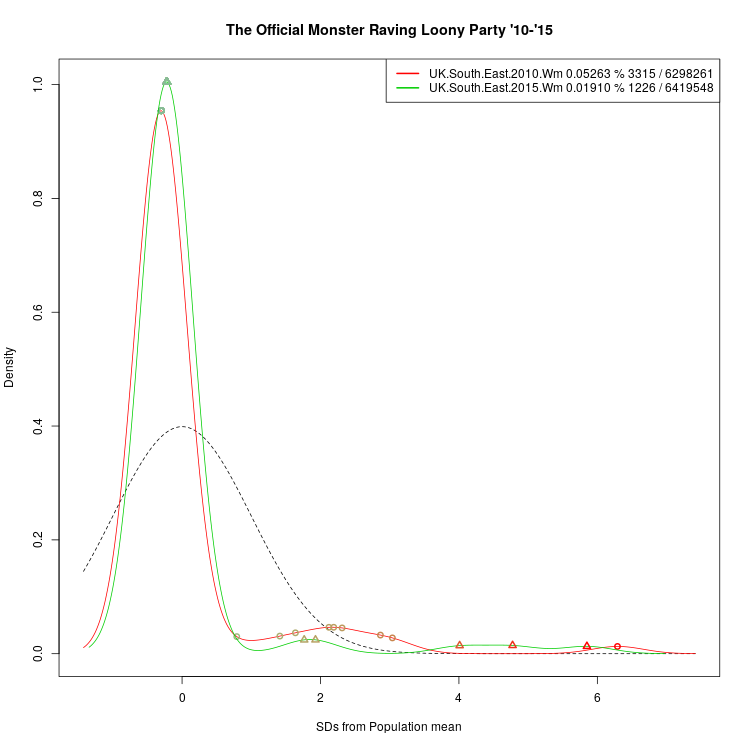 The Official Monster Raving Loony Party '10-'15
UK.South.East.2010.Wm 0.05263 % 3315 / 6298261
UK.South.East.2015.Wm 0.01910 % 1226 / 6419548
1.0
0.8
0.6
0.4
0.2
0.0
Density
0 2 4 6
SDs from Population mean